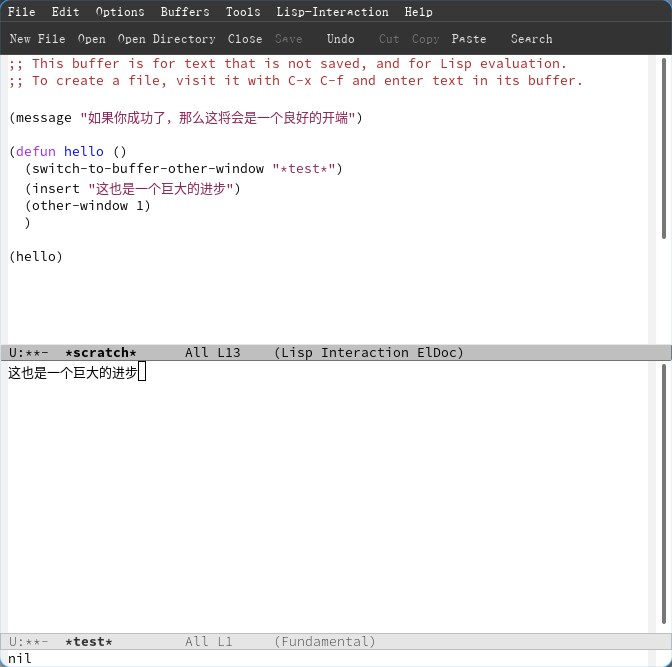 File Edit Options Buffers Tools Lisp-Interaction Help
New File Open Open Directory Close Save Undo Cut Copy Paste Search
;; This buffer is for text that is not saved, and for Lisp evaluation.
;; To create a file, visit it with C-x C-f and enter text in its buffer.
(message "如果你成功了，那么这将会是一个良好的开端")
(defun hello ()
(switch-to-buffer-other-window "*test*")
(insert "这也是一个巨大的进步")
(other-window 1)
)
(hello)
U:**- *scratch* All L13 (Lisp Interaction ElDoc)
这也是一个巨大的进步
U:**- *test* All L1 (Fundamental)
nil